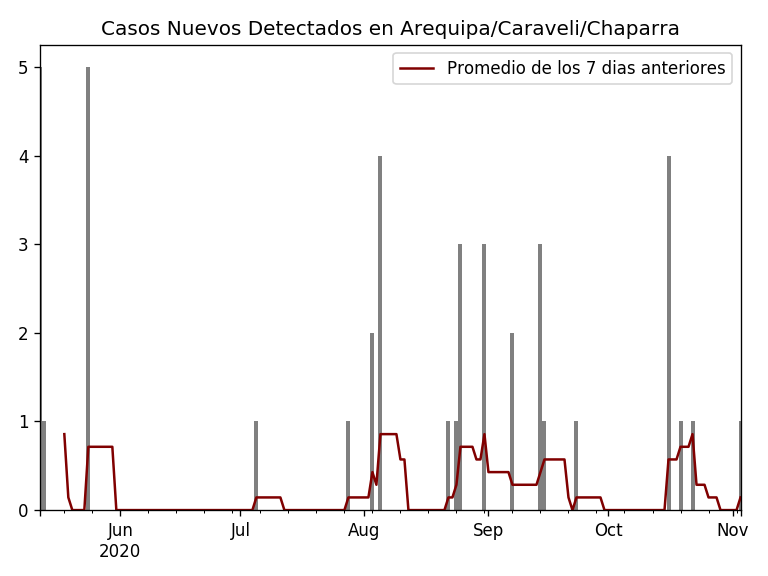 Casos Nuevos Detectados en Arequipa/Caraveli/Chaparra
Promedio de los 7 dias anteriores
5
4
3
2
1
0
Jun Jul Aug Sep Oct Nov
2020